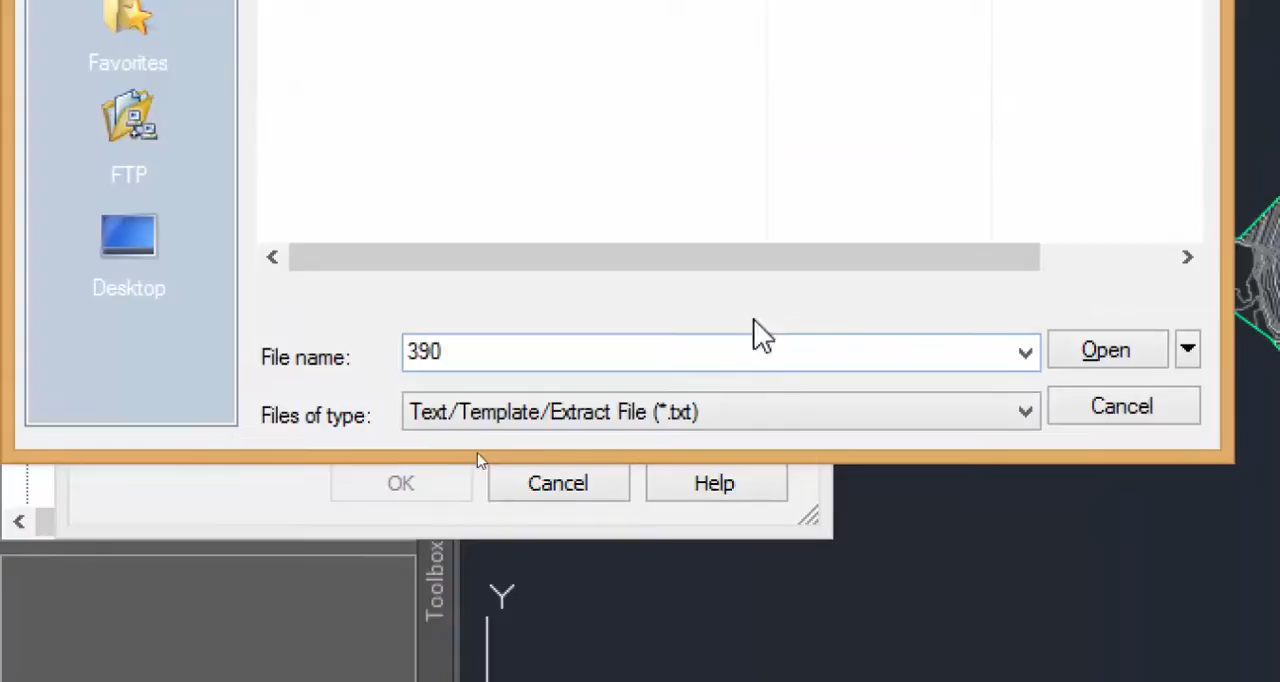 Favorites
FTP
Desktop
File name: 390 Open
Files of type: Text/Template/Extract File (*.txt) Cancel
OK Cancel Help
Toolbox
Y